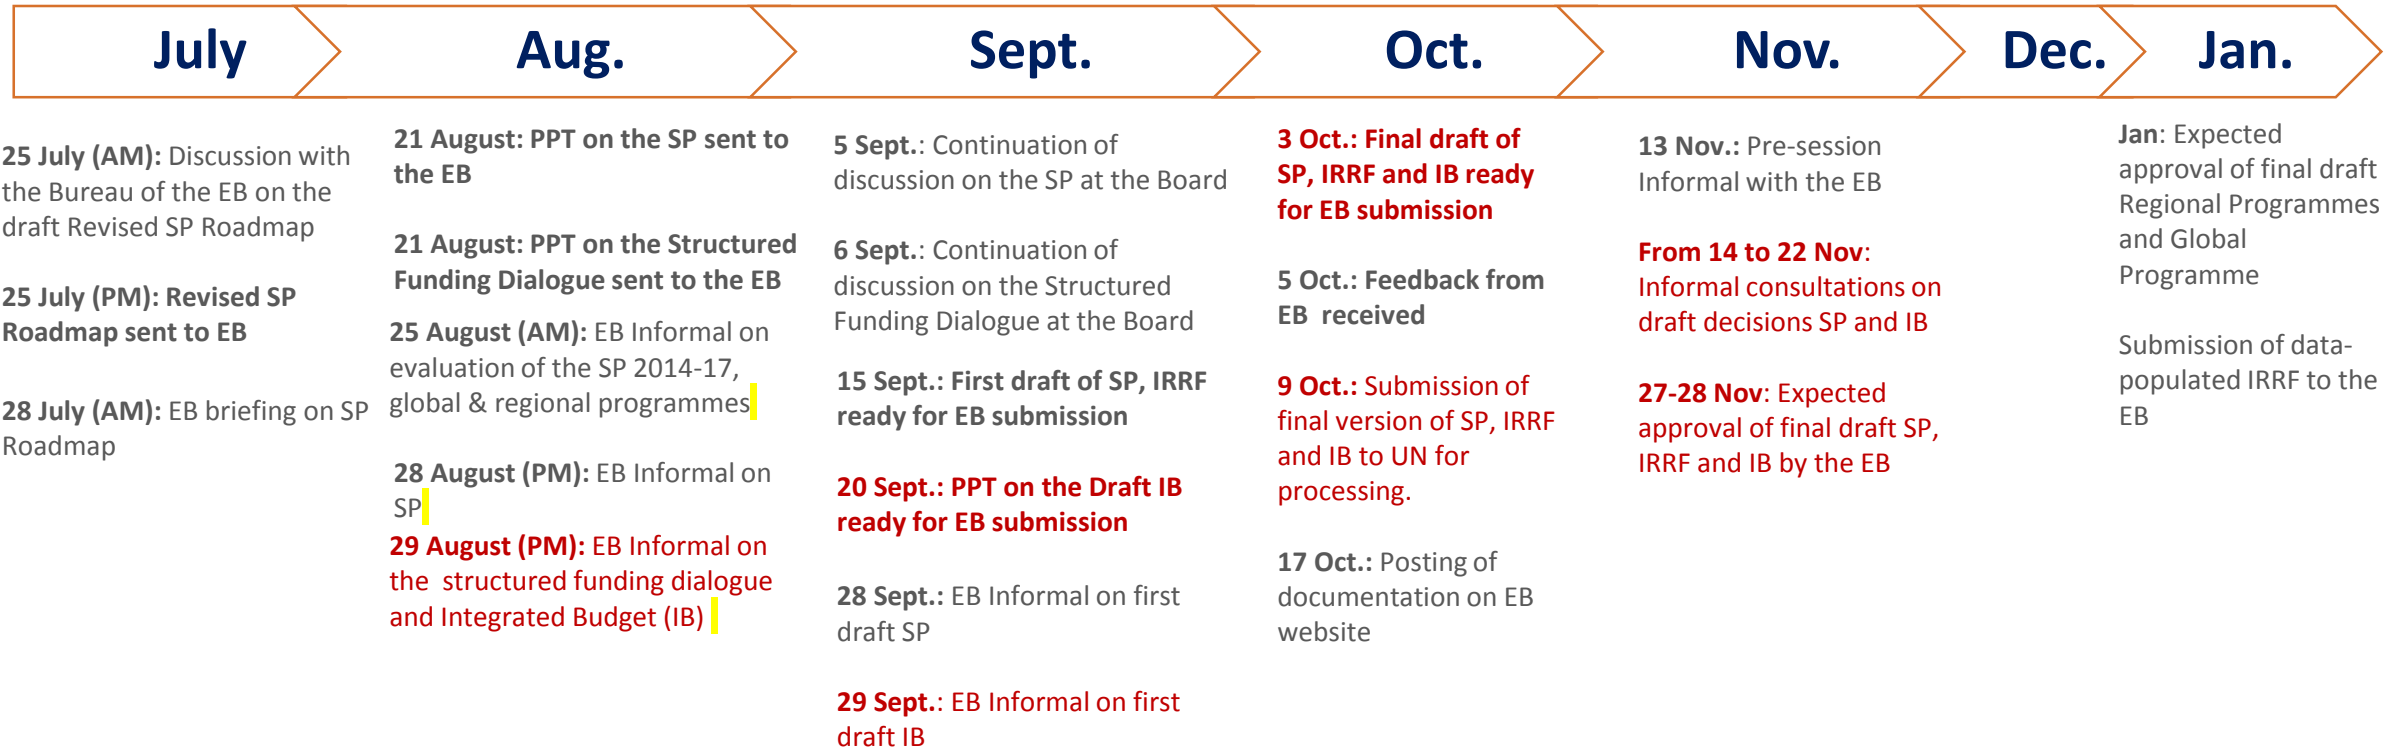 July
Aug.
Sept.
Oct.
Nov.
Dec.
Jan.
25 July (AM): Discussion with
the Bureau of the EB on the
draft Revised SP Roadmap
25 July (PM): Revised SP
Roadmap sent to EB
28 July (AM): EB briefing on SP
Roadmap
21 August: PPT on the SP sent to
the EB
21 August: PPT on the Structured
Funding Dialogue sent to the EB
25 August (AM): EB Informal on
evaluation of the SP 2014-17,
global & regional programmes
28 August (PM): EB Informal on
SP
29 August (PM): EB Informal on
the structured funding dialogue
and Integrated Budget (IB)
5 Sept.: Continuation of
discussion on the SP at the Board
6 Sept.: Continuation of
discussion on the Structured
Funding Dialogue at the Board
15 Sept.: First draft of SP, IRRF
ready for EB submission
20 Sept.: PPT on the Draft IB
ready for EB submission
28 Sept.: EB Informal on first
draft SP
29 Sept.: EB Informal on first
draft IB
3 Oct.: Final draft of
SP, IRRF and IB ready
for EB submission
5 Oct.: Feedback from
EB received
9 Oct.: Submission of
final version of SP, IRRF
and IB to UN for
processing.
17 Oct.: Posting of
documentation on EB
website
13 Nov.: Pre-session
Informal with the EB
From 14 to 22 Nov:
Informal consultations on
draft decisions SP and IB
27-28 Nov: Expected
approval of final draft SP,
IRRF and IB by the EB
Jan: Expected
approval of final draft
Regional Programmes
and Global
Programme
Submission of data-
populated IRRF to the
EB